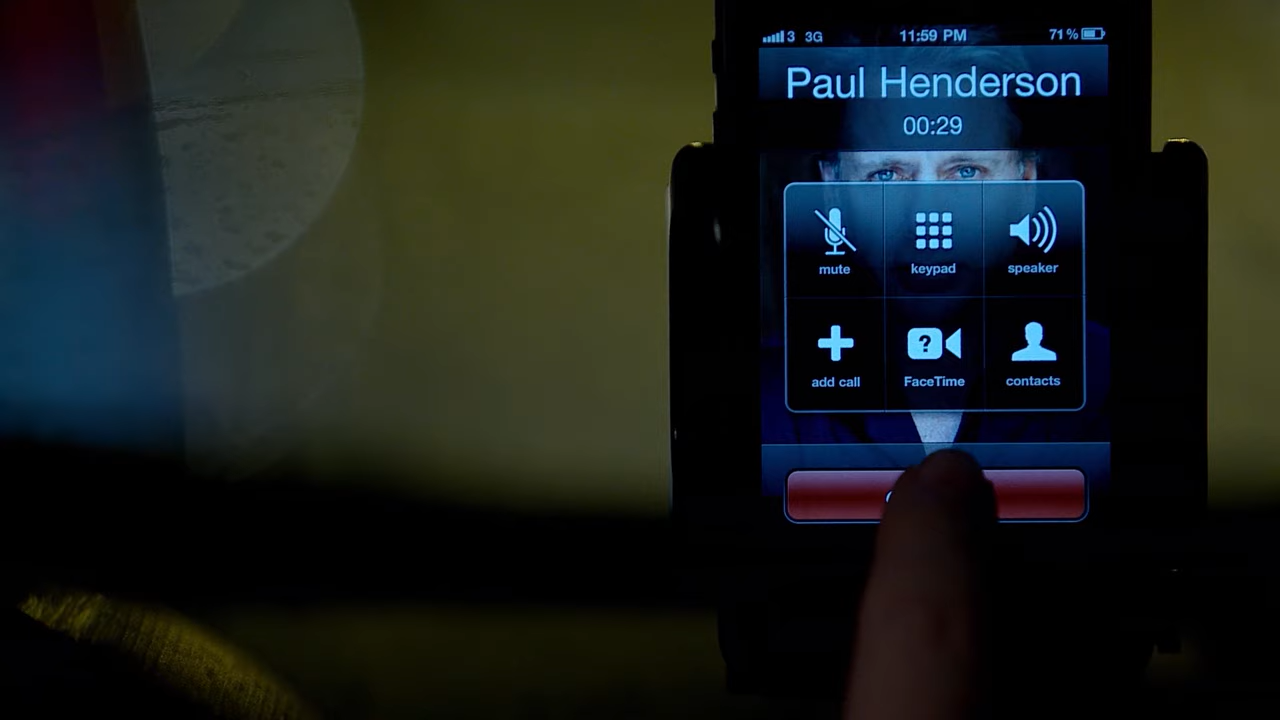 3 3G 11:59 PM 71%
Paul Henderson
00:29
mute keypad speaker
?
add call FaceTime contacts